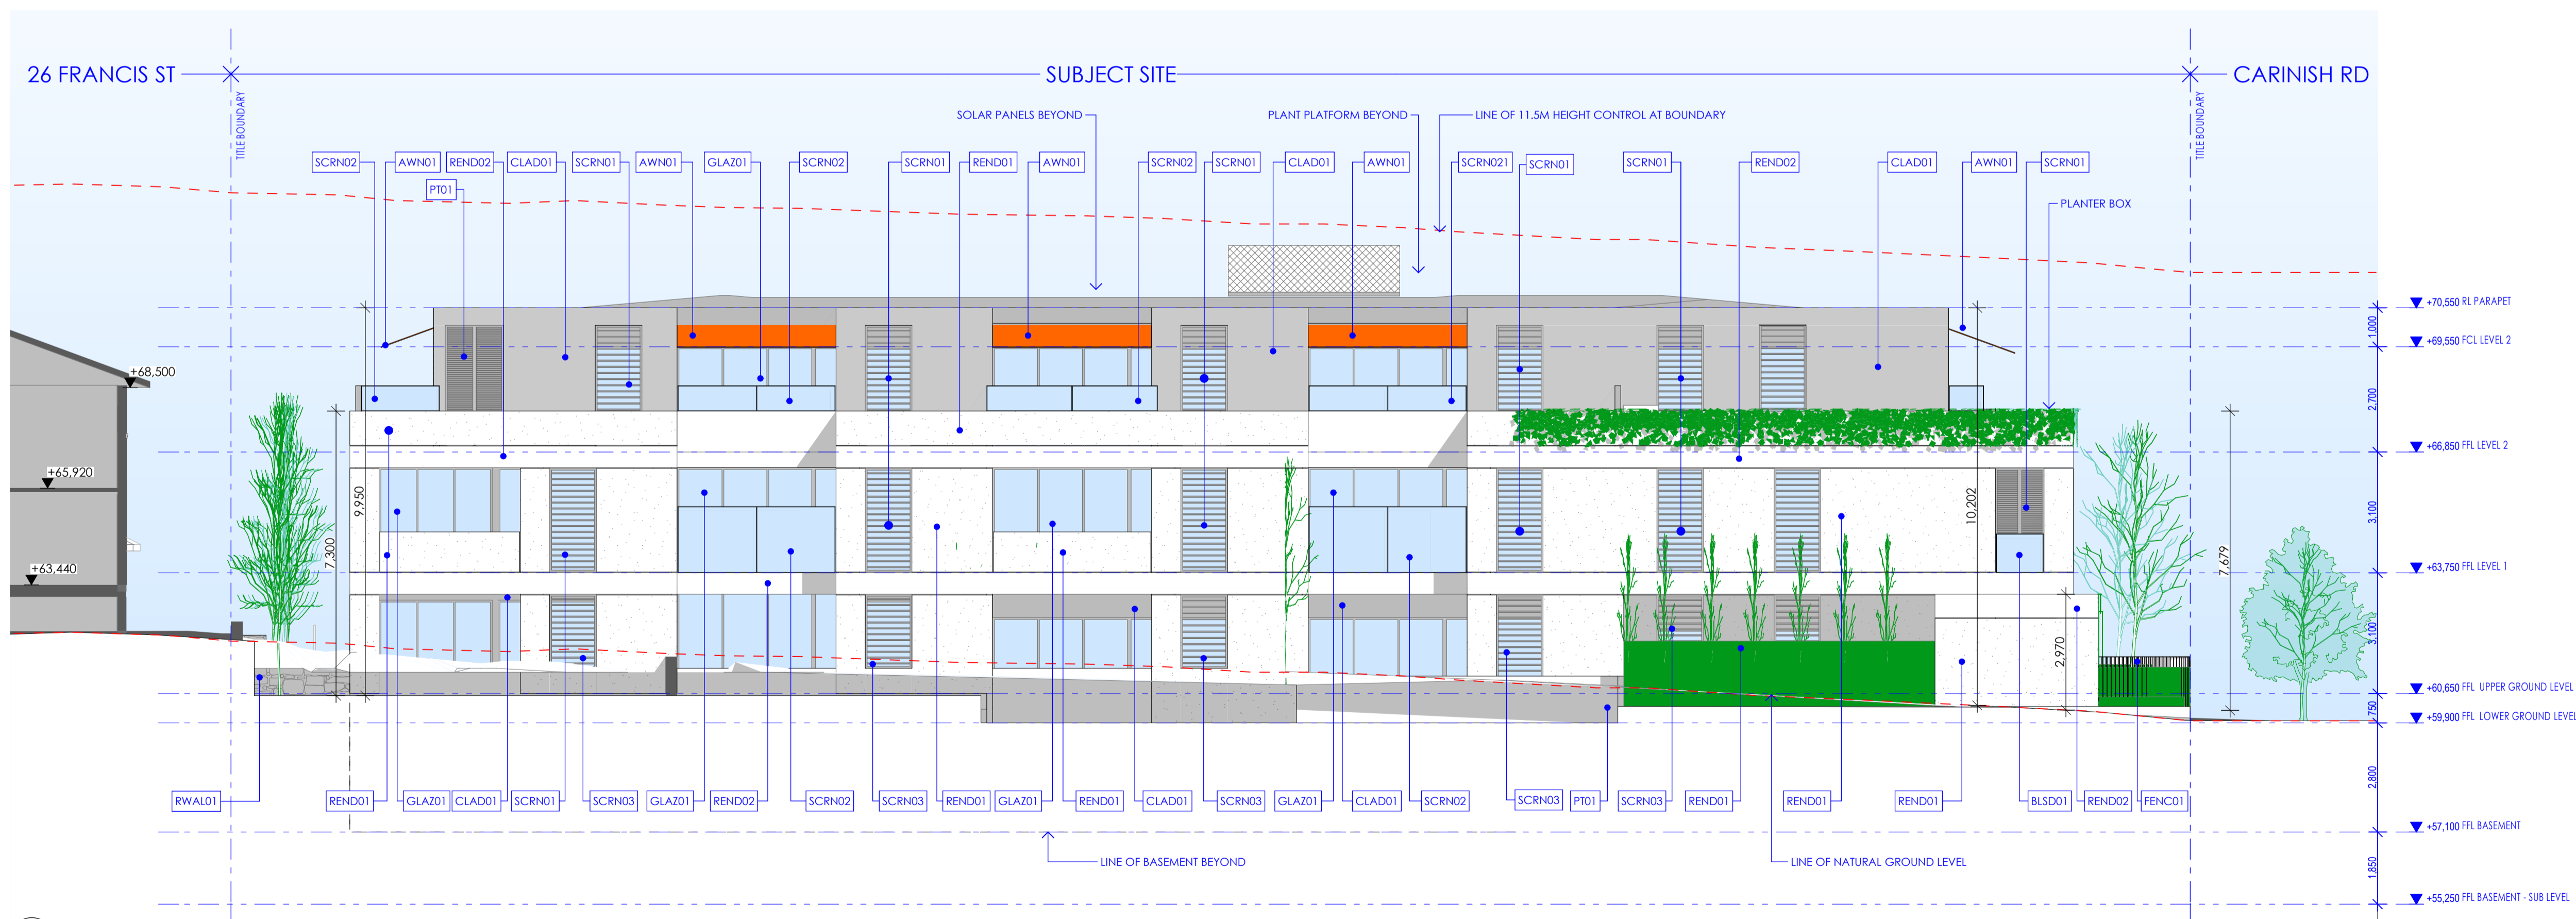 26 FRANCIS ST
SUBJECT SITE
CARINISH RD
TITLE BOUNDARY
TITLE BOUNDARY
SOLAR PANELS BEYOND
PLANT PLATFORM BEYOND
LINE OF 11.5M HEIGHT CONTROL AT BOUNDARY
SCRN02
AWN01
REND02
CLAD01
SCRN01
AWN01
GLAZ01
SCRN02
SCRN01
REND01
AWN01
SCRN02
SCRN01
CLAD01
AWN01
SCRN021
SCRN01
SCRN01
REND02
CLAD01
AWN01
SCRN01
PT01
PLANTER BOX
+70,550 RL PARAPET
1,000
+69,550 FCL LEVEL 2
+68,500
2,700
+66,850 FFL LEVEL 2
+65,920
9,950
10,202
3,100
7,300
7,679
+63,750 FFL LEVEL 1
+63,440
3,100
2,970
+60,650 FFL UPPER GROUND LEVEL
750
+59,900 FFL LOWER GROUND LEVEL
2,800
RWAL01
REND01
GLAZ01
CLAD01
SCRN01
SCRN03
GLAZ01
REND02
SCRN02
SCRN03
REND01
GLAZ01
REND01
CLAD01
SCRN03
GLAZ01
CLAD01
SCRN02
SCRN03
PT01
SCRN03
REND01
REND01
REND01
BLSD01
REND02
FENC01
+57,100 FFL BASEMENT
LINE OF BASEMENT BEYOND
LINE OF NATURAL GROUND LEVEL
1,850
+55,250 FFL BASEMENT - SUB LEVEL